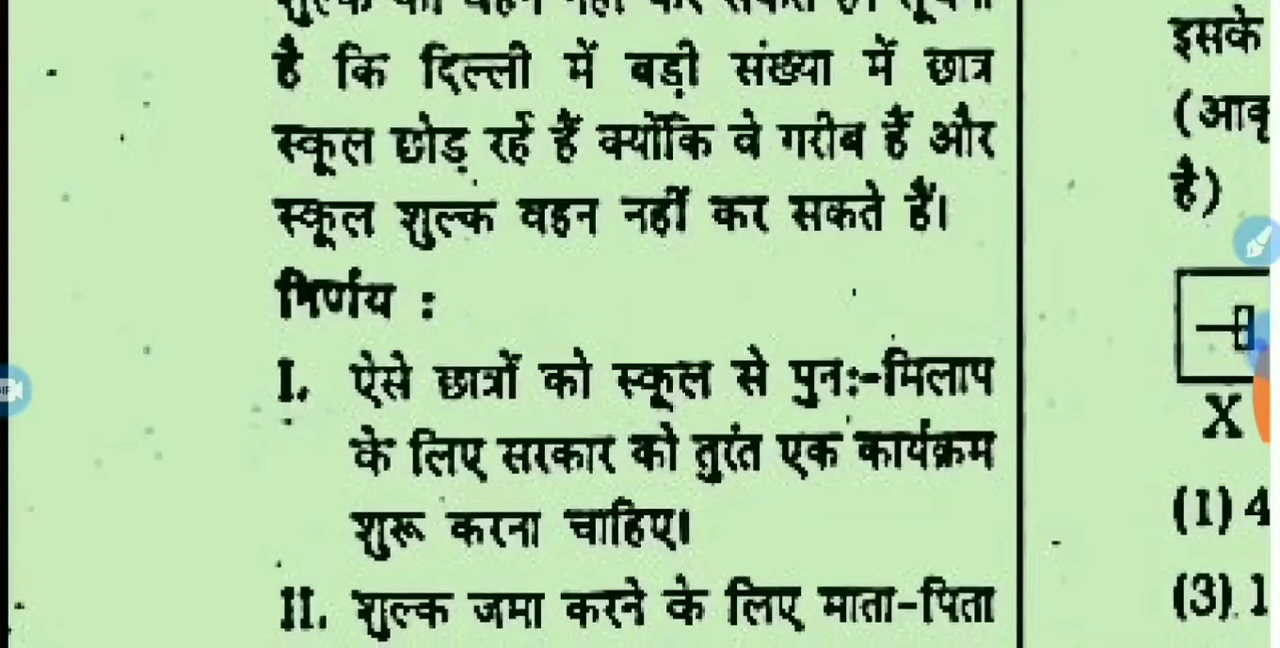 है कि दिल्ली में बड़ी संख्या में छात्र
स्कूल छोड़ रहें हैं क्योंकि वे गरीब हैं और
स्कूल शुल्क वहन नहीं कर सकते हैं।
निर्णय :
I. ऐसे छात्रों को स्कूल से पुनः-मिलाप
के लिए सरकार को तुरंत एक कार्यक्रम
शुरू करना चाहिए।
II. शुल्क जमा करने के लिए माता-पिता
इसके
है)
X
(1) 4
(3) 1